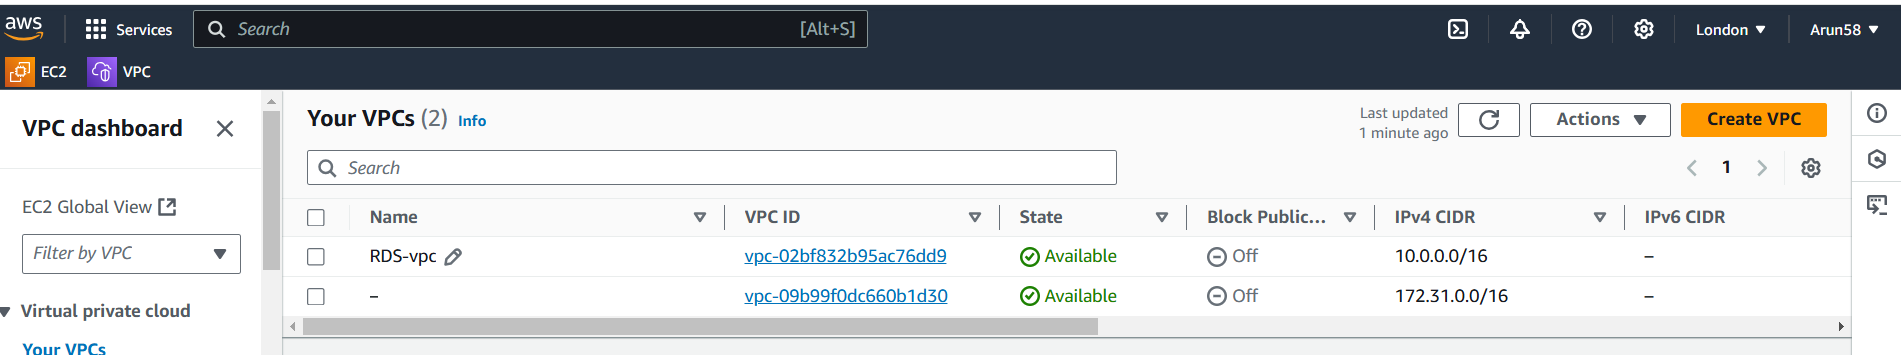 aws Services Search [Alt+S] London Arun58
EC2 VPC
VPC dashboard
EC2 Global View
Filter by VPC
Virtual private cloud
Your VPCs
Your VPCs (2) Info
Last updated
1 minute ago
Actions
Create VPC
Search
1
Name VPC ID State Block Public... IPv4 CIDR IPv6 CIDR
RDS-vpc vpc-02bf832b95ac76dd9 Available Off 10.0.0.0/16 –
– vpc-09b99f0dc660b1d30 Available Off 172.31.0.0/16 –